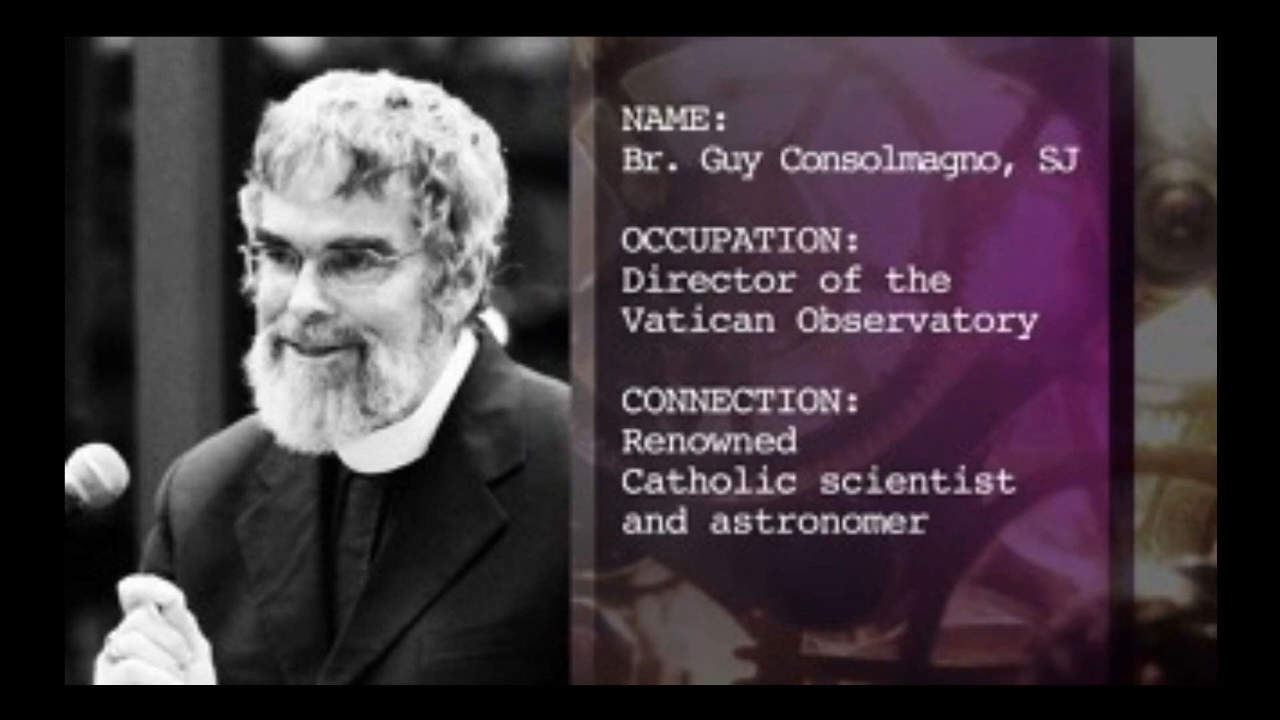 NAME:
Br. Guy Consolmagno, SJ
OCCUPATION:
Director of the
Vatican Observatory
CONNECTION:
Renowned
Catholic scientist
and astronomer